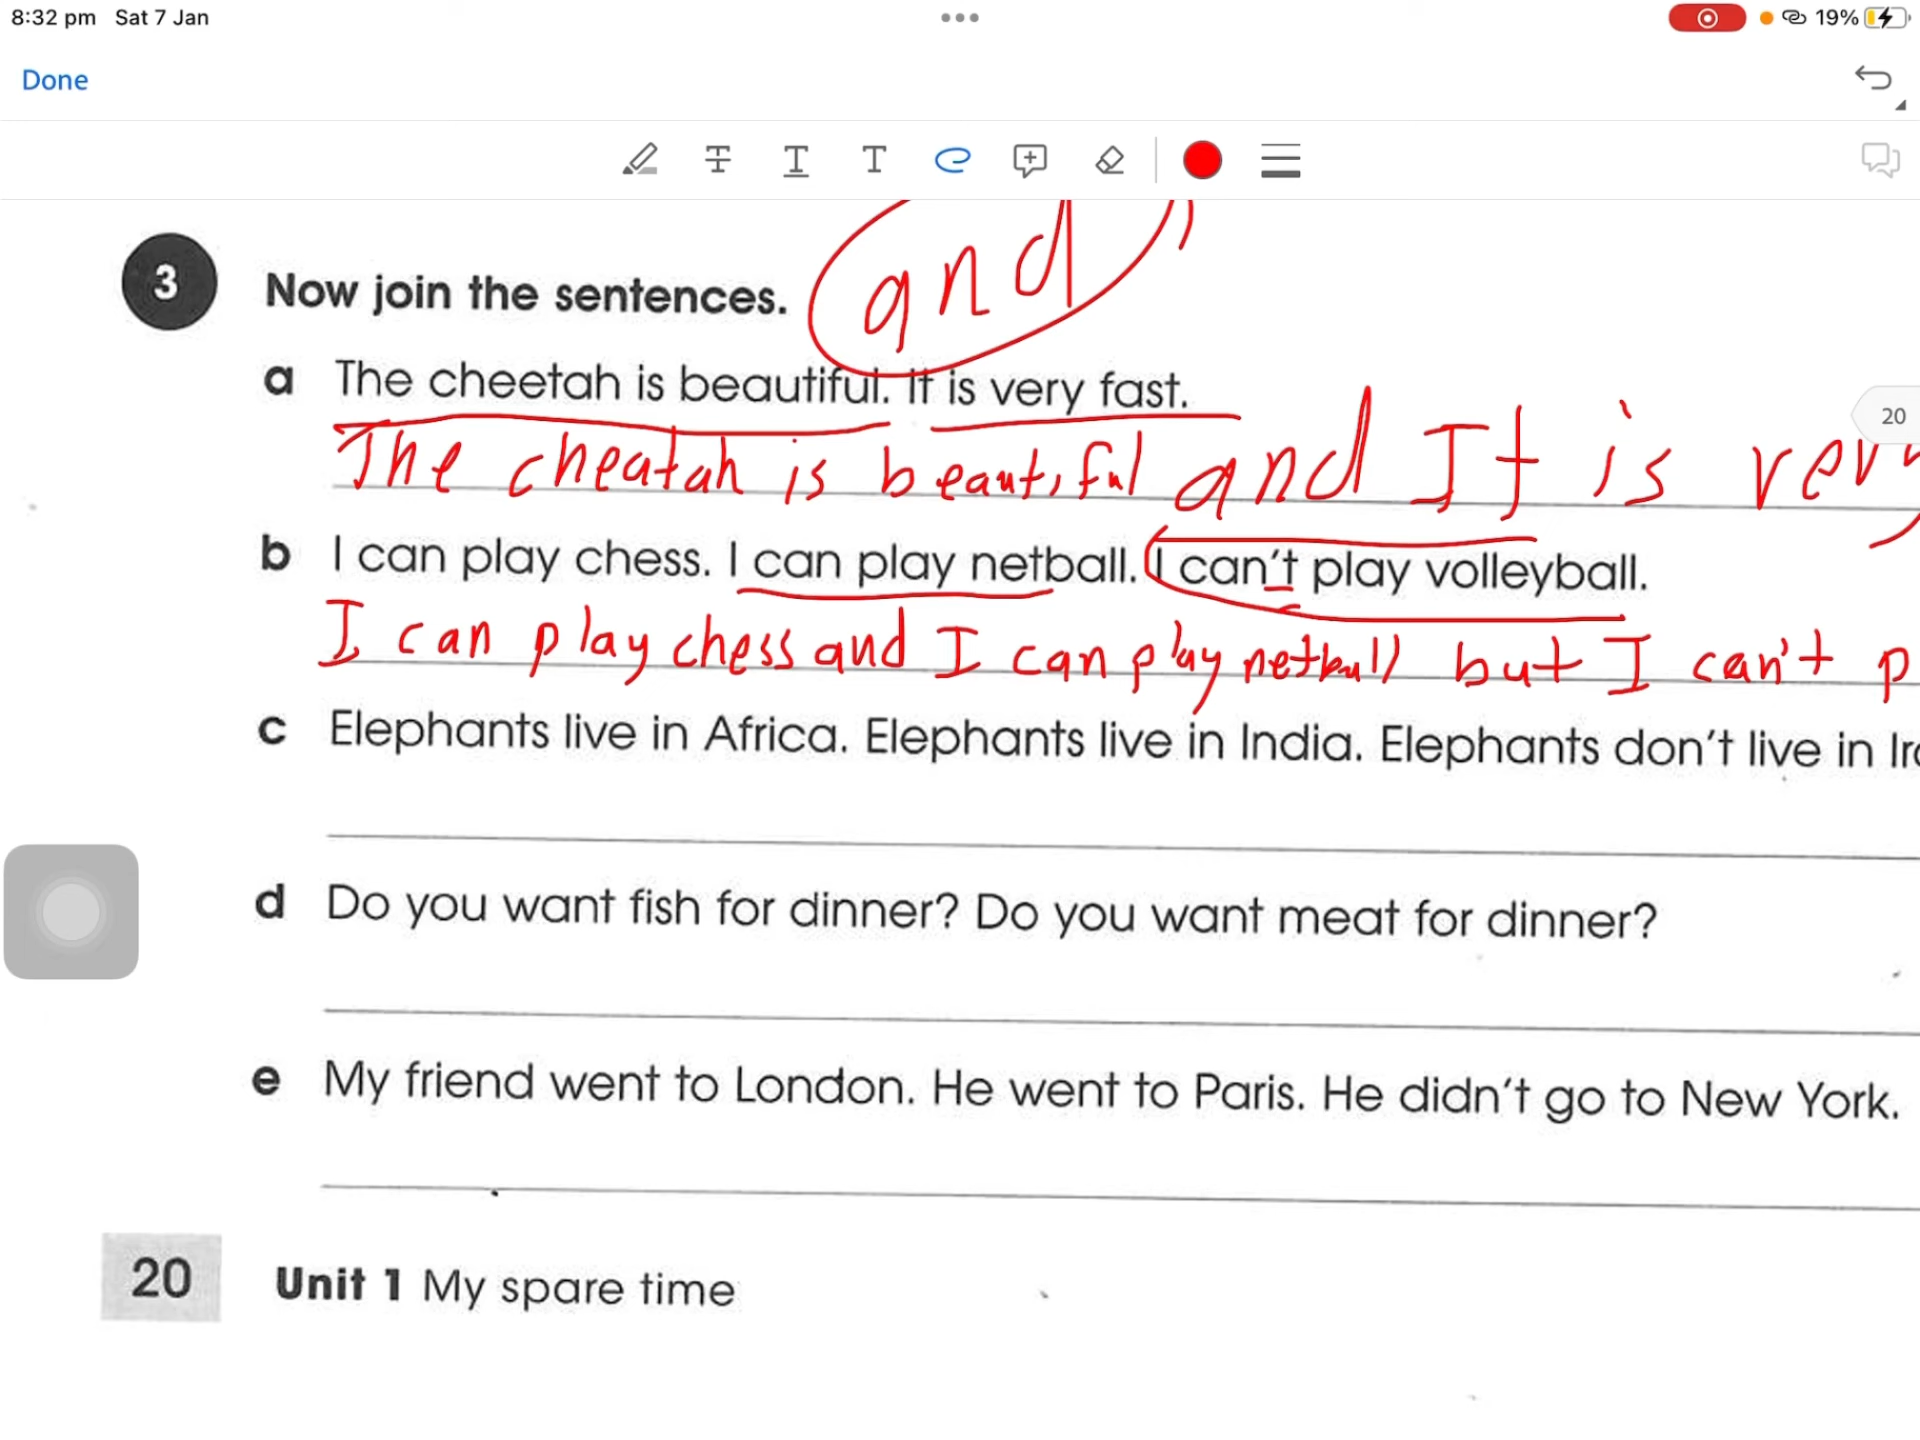 8:32 pm Sat 7 Jan
19%
Done
and
3 Now join the sentences.
a The cheetah is beautiful. It is very fast.
20
The cheatah is beautiful and It is very
b I can play chess. I can play netball. I can't play volleyball.
I can play chess and I can play netball but I can't p
c Elephants live in Africa. Elephants live in India. Elephants don't live in Ir
d Do you want fish for dinner? Do you want meat for dinner?
e My friend went to London. He went to Paris. He didn't go to New York.
20 Unit 1 My spare time